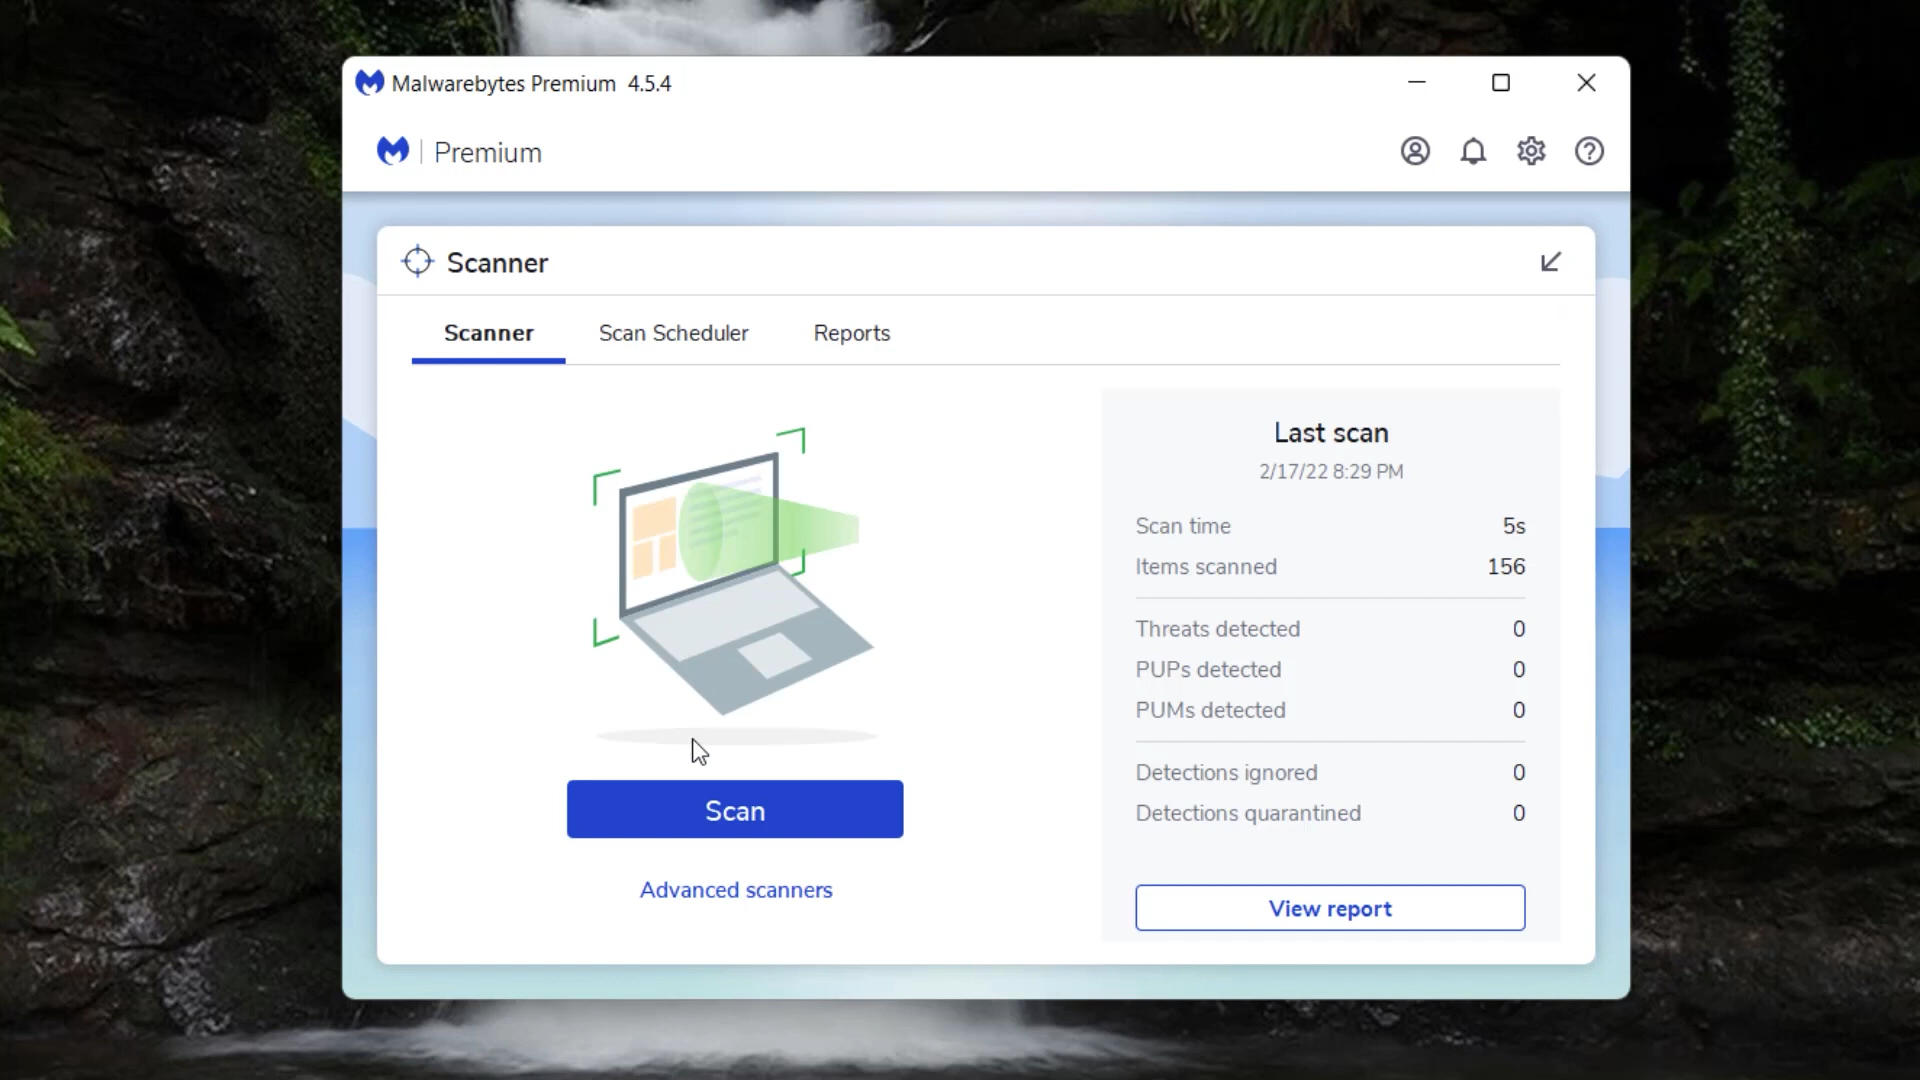 Malwarebytes Premium 4.5.4
Premium
Scanner
Scanner Scan Scheduler Reports
Last scan
2/17/22 8:29 PM
Scan time 5s
Items scanned 156
Threats detected 0
PUPs detected 0
PUMs detected 0
Detections ignored 0
Detections quarantined 0
Scan
Advanced scanners
View report